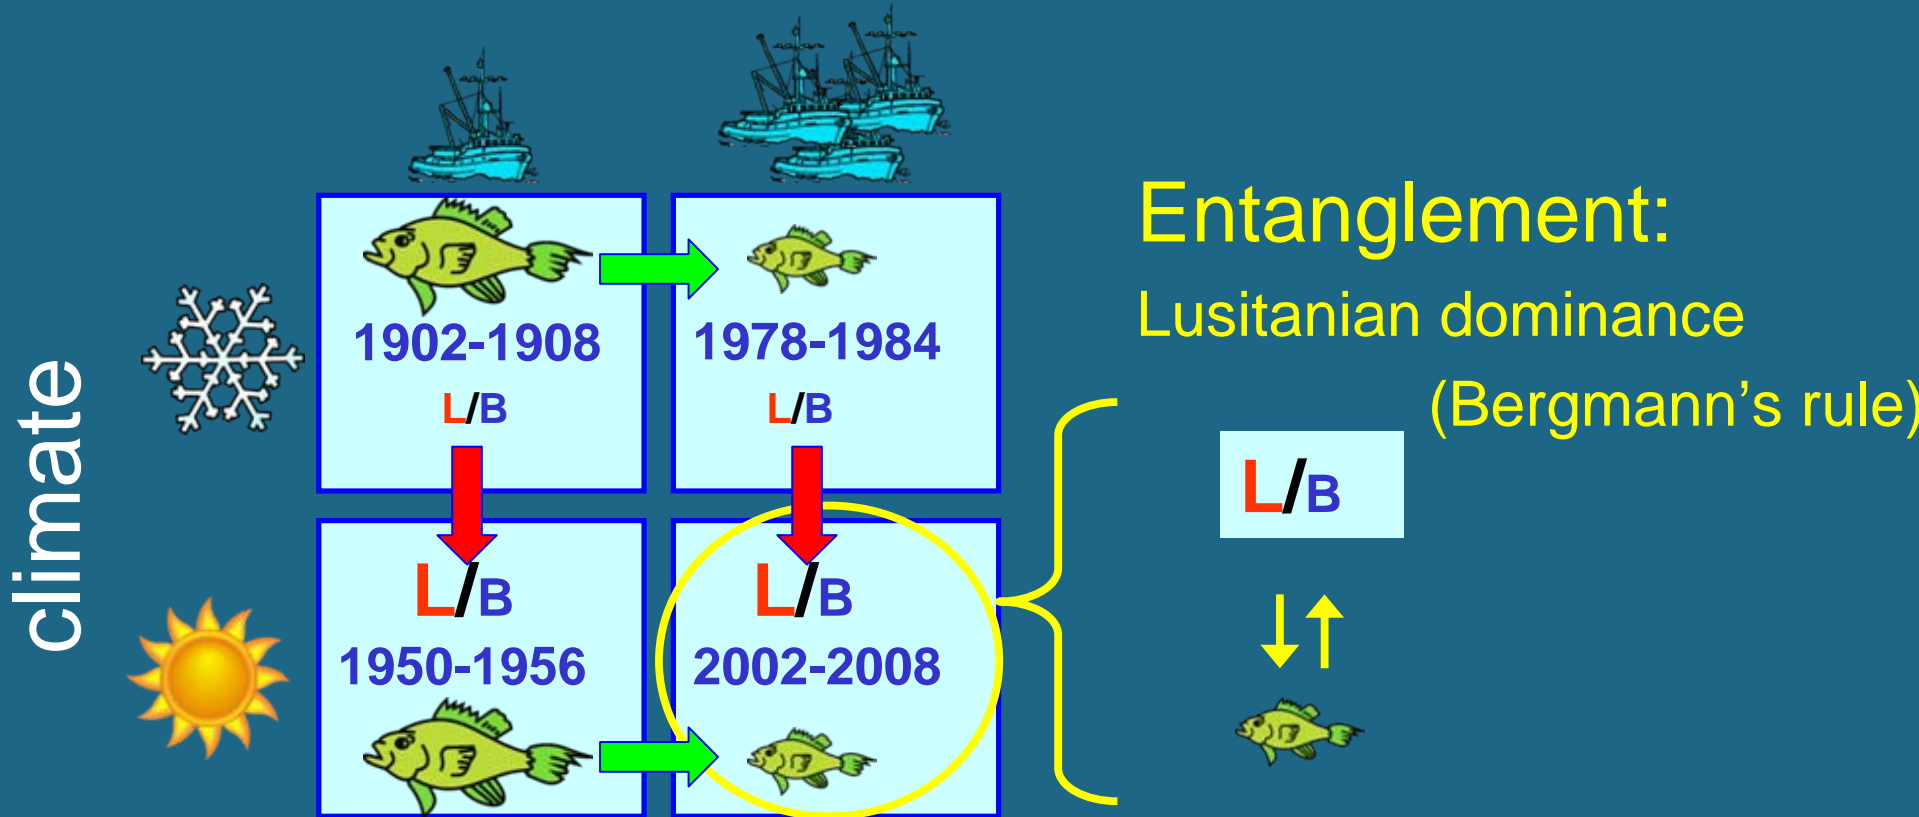 climate
1902-1908
L/B
1978-1984
L/B
L/B
1950-1956
L/B
2002-2008
Entanglement:
Lusitanian dominance
(Bergmann's rule)
L/B